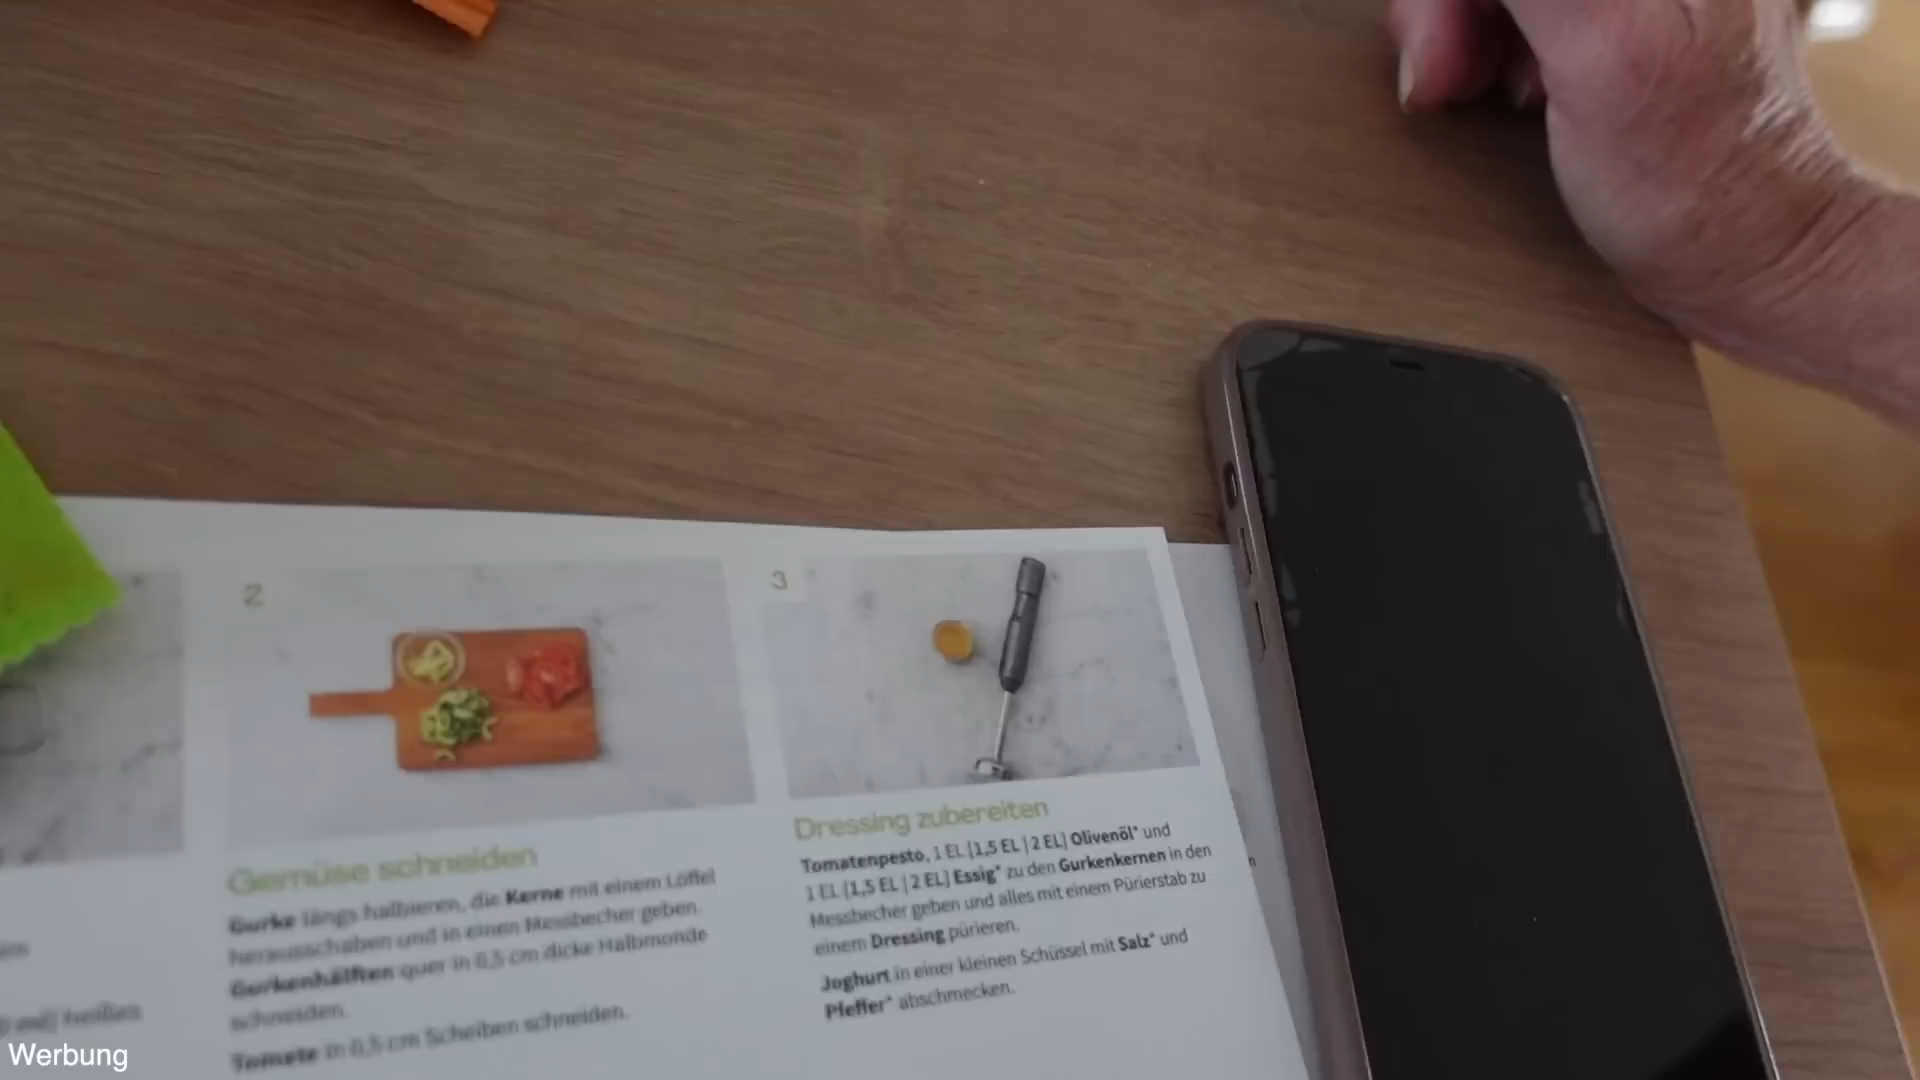 2
Gemüse schneiden
Gurke längs halbieren, die Kerne mit einem Löffel
herausschaben und in einen Messbecher geben.
Gurkenhälften quer in 0,5 cm dicke Halbmonde
schneiden.
Tomate in 0,5 cm Scheiben schneiden.
3
Dressing zubereiten
Tomatenpesto, 1 EL [1,5 EL | 2 EL] Olivenöl* und
1 EL [1,5 EL | 2 EL] Essig* zu den Gurkenkernen in den
Messbecher geben und alles mit einem Pürierstab zu
einem Dressing pürieren.
Joghurt in einer kleinen Schüssel mit Salz* und
Pfeffer* abschmecken.
heißes
Werbung